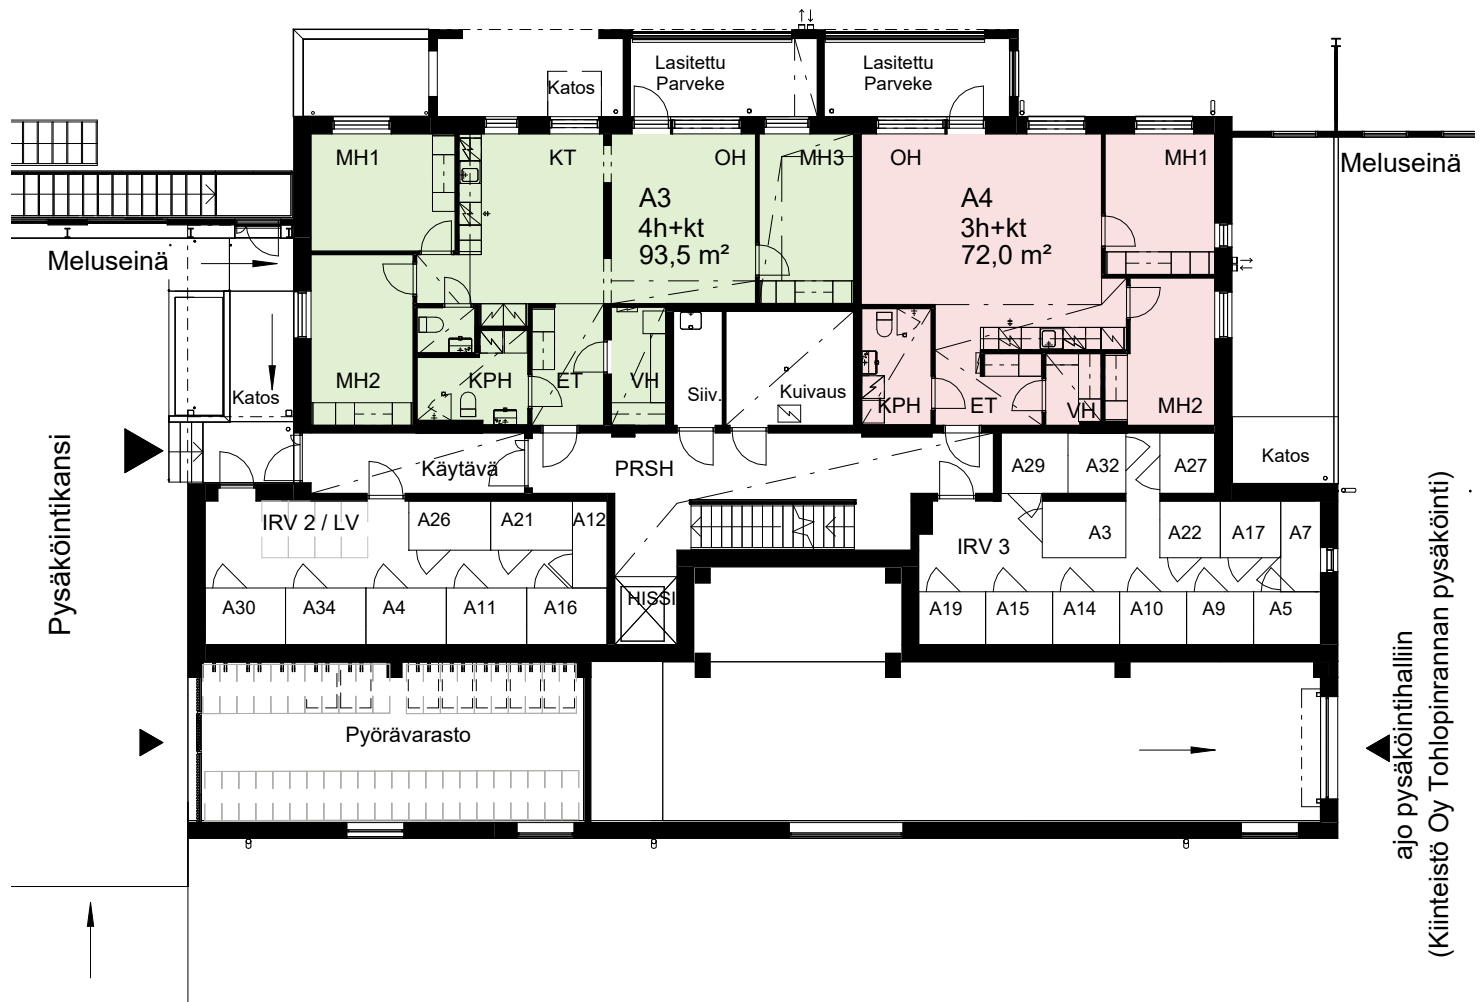 Lasitettu
Parveke
Lasitettu
Parveke
Katos
MH1
KT
OH
MH3
OH
MH1
Meluseinä
A3
4h+kt
93,5 m²
A4
3h+kt
72,0 m²
Meluseinä
MH2
KPH
ET
VH
Siiv.
Kuivaus
KPH
ET
VH
MH2
Katos
Käytävä
PRSH
Katos
A29
A32
A27
IRV 2 / LV
A26
A21
A12
IRV 3
A3
A22
A17
A7
A30
A34
A4
A11
A16
HISSI
A19
A15
A14
A10
A9
A5
Pyörävarasto
Pysäköintikansi
ajo pysäköintihalliin
(Kiinteistö Oy Tohlopinrannan pysäköinti)